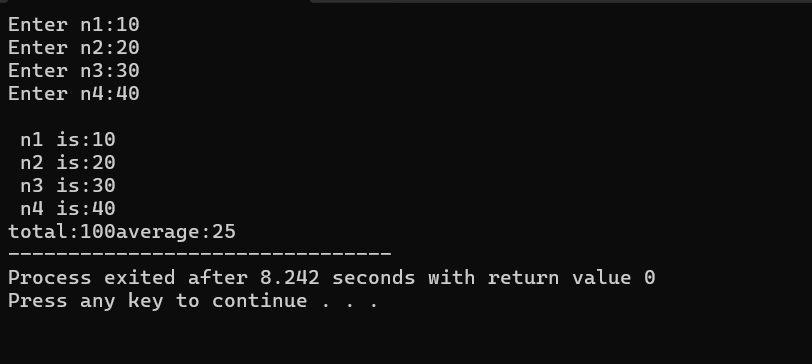 Enter n1:10
Enter n2:20
Enter n3:30
Enter n4:40
 n1 is:10
 n2 is:20
 n3 is:30
 n4 is:40
total:100average:25
--------------------------------
Process exited after 8.242 seconds with return value 0
Press any key to continue . . .